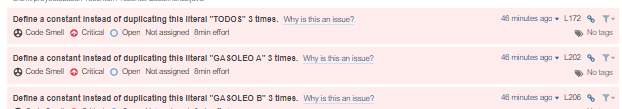 Define a constant instead of duplicating this literal "TODOS" 3 times. Why is this an issue? 46 minutes ago L172
Code Smell Critical Open Not assigned 8min effort No tags
Define a constant instead of duplicating this literal "GASOLEO A" 3 times. Why is this an issue? 46 minutes ago L202
Code Smell Critical Open Not assigned 8min effort No tags
Define a constant instead of duplicating this literal "GASOLEO B" 3 times. Why is this an issue? 46 minutes ago L206